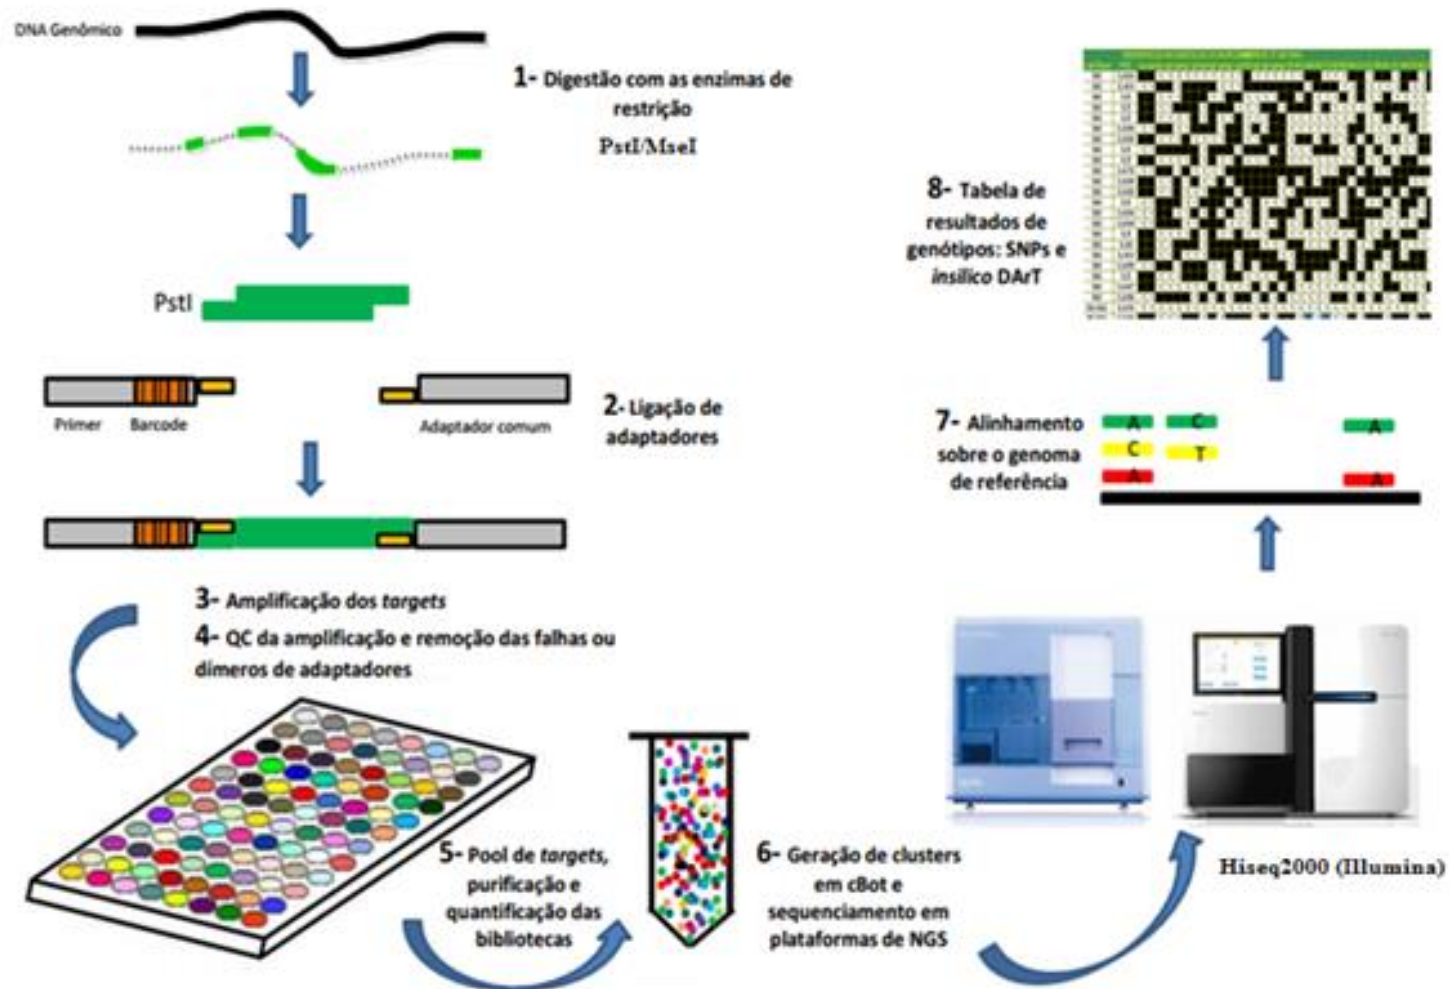 DNA Genômico
1- Digestão com as enzimas de
restrição
PstI/MseI
PstI
Primer
Barcode
Adaptador comum
2- Ligação de
adaptadores
3- Amplificação dos targets
4- QC da amplificação e remoção das falhas ou
dímeros de adaptadores
5- Pool de targets,
purificação e
quantificação das
bibliotecas
6- Geração de clusters
em cBot e
sequenciamento em
plataformas de NGS
Hiseq2000 (Illumina)
7- Alinhamento
sobre o genoma
de referência
A C A
C T
A A
8- Tabela de
resultados de
genótipos: SNPs e
insilico DArT